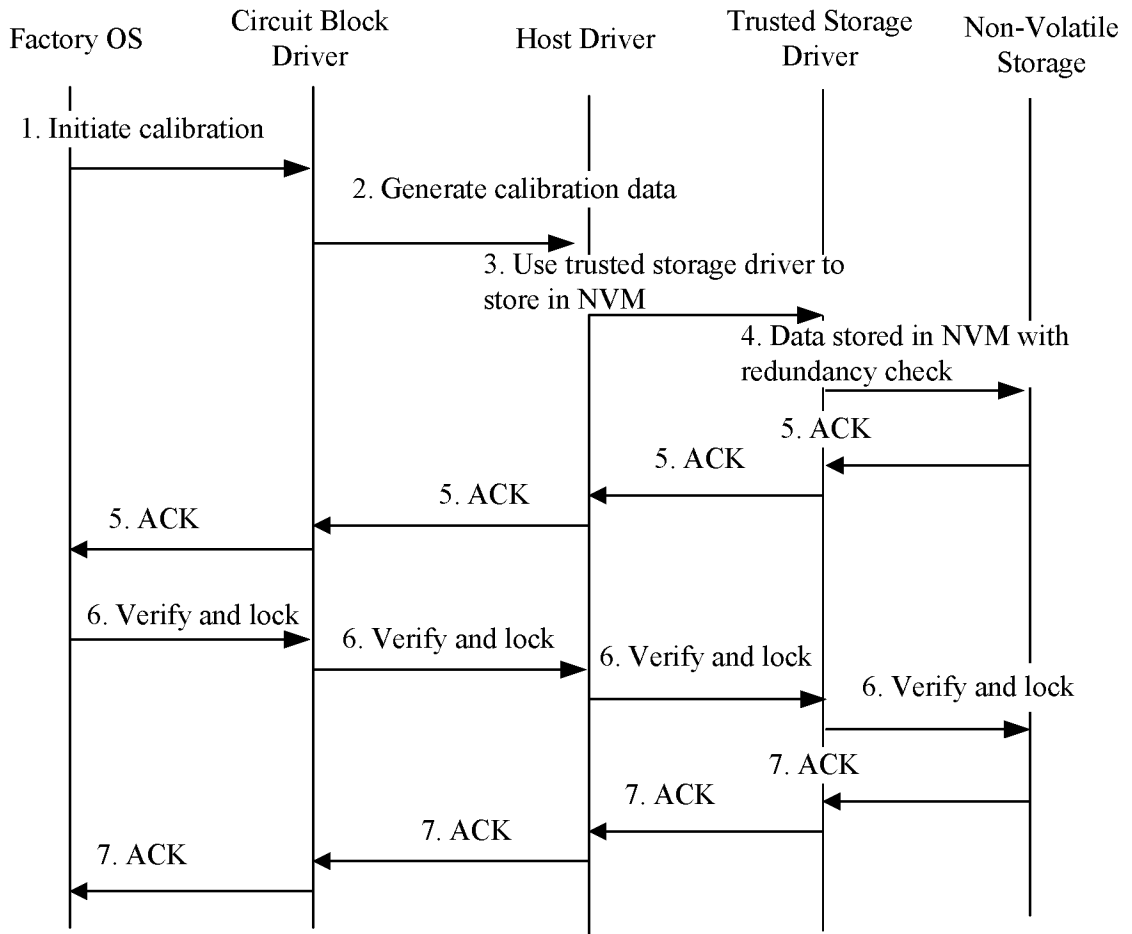 Factory OS
Circuit Block
Driver
Host Driver
Trusted Storage
Driver
Non-Volatile
Storage
1. Initiate calibration
2. Generate calibration data
3. Use trusted storage driver to
store in NVM
4. Data stored in NVM with
redundancy check
5. ACK
5. ACK
5. ACK
5. ACK
6. Verify and lock
6. Verify and lock
6. Verify and lock
6. Verify and lock
7. ACK
7. ACK
7. ACK
7. ACK